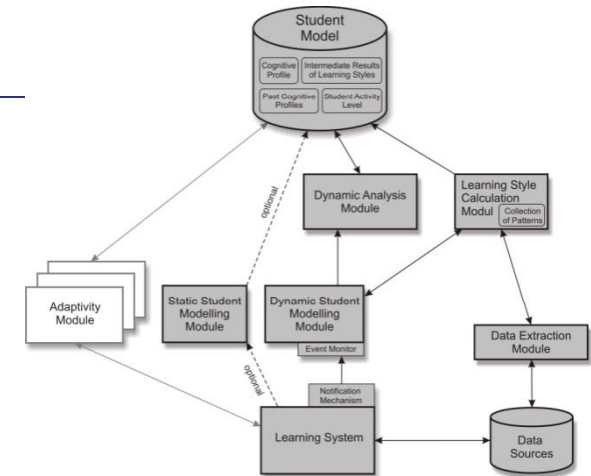 Student
Model
Cognitive
Profile
Intermediate Results
of Learning Styles
Past Cognitive
Profiles
Student Activity
Level
optional
Dynamic Analysis
Module
Learning Style
Calculation
Modul
Collection
of Patterns
Adaptivity
Module
Static Student
Modelling
Module
Dynamic Student
Modelling
Module
Event Monitor
Data Extraction
Module
optional
Notification
Mechanism
Learning System
Data
Sources